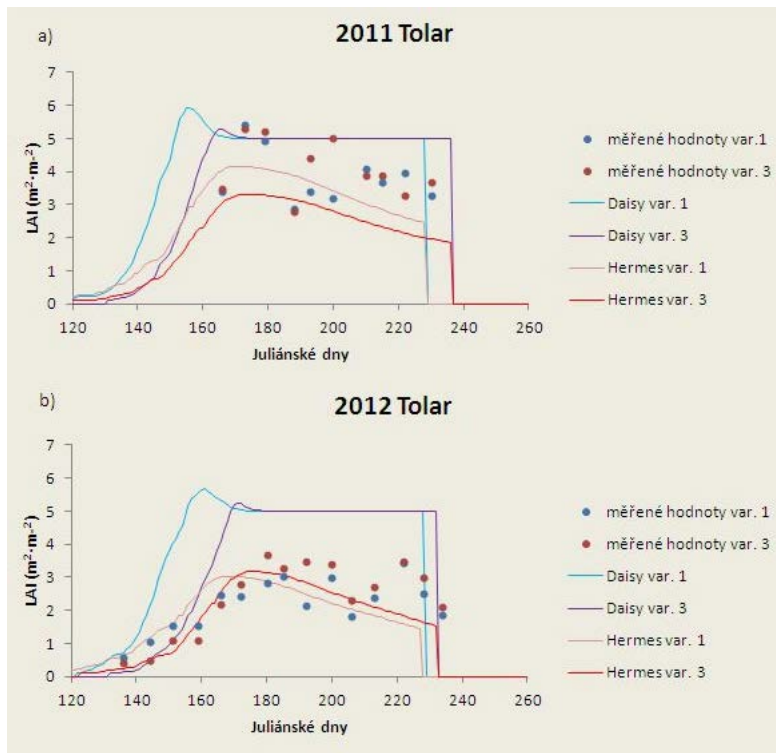 a)
2011 Tolar
7
6
5
4
3
2
1
0
LAI (m²·m-²)
120 140 160 180 200 220 240 260
Juliánské dny
měřené hodnoty var.1
měřené hodnoty var. 3
Daisy var. 1
Daisy var. 3
Hermes var. 1
Hermes var. 3
b)
2012 Tolar
7
6
5
4
3
2
1
0
LAI (m²·m-²)
120 140 160 180 200 220 240 260
Juliánské dny
měřené hodnoty var. 1
měřené hodnoty var. 3
Daisy var. 1
Daisy var. 3
Hermes var. 1
Hermes var. 3